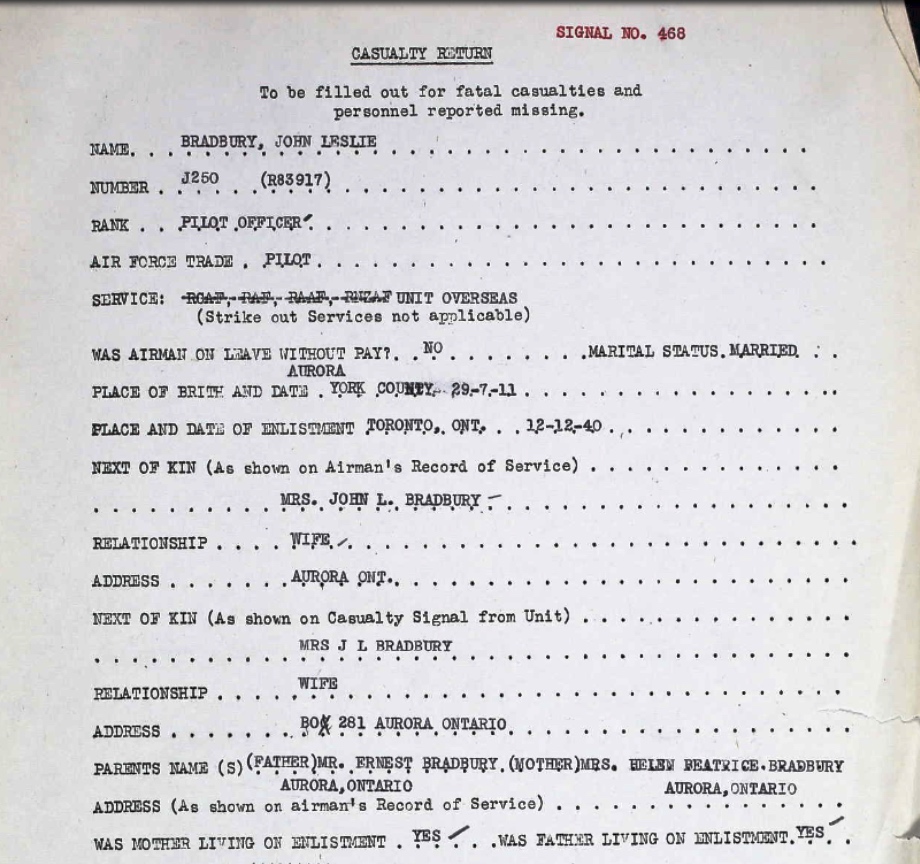 SIGNAL NO. 468
CASUALTY RETURN
To be filled out for fatal casualties and
personnel reported missing.
NAME. . . BRADBURY, JOHN LESLIE
NUMBER . . J250 . . (R83917)
RANK . . . PILOT OFFICER
AIR FORCE TRADE . PILOT
SERVICE: RCAF, RAF, RAAF, RNZAF UNIT OVERSEAS
(Strike out Services not applicable)
WAS AIRMAN ON LEAVE WITHOUT PAY?. . NO . . . . . . . .MARITAL STATUS. MARRIED. . .
AURORA
PLACE OF BRITH AND DATE . YORK COUNTY. 29-7-11
PLACE AND DATE OF ENLISTMENT TORONTO, ONT. . . 12-12-40
NEXT OF KIN (As shown on Airman's Record of Service) . . . . . . . . . . . .
MRS. JOHN L. BRADBURY
RELATIONSHIP . . . . WIFE
ADDRESS . . . . . . . AURORA ONT.
NEXT OF KIN (As shown on Casualty Signal from Unit) . . . . . . . . . . . . .
MRS J L BRADBURY
RELATIONSHIP . . . . . WIFE
ADDRESS . . . . . . . BOX 281 AURORA ONTARIO
PARENTS NAME (S) (FATHER)MR. ERNEST BRADBURY. (MOTHER)MRS. HELEN BEATRICE.BRADBURY
AURORA,ONTARIO AURORA,ONTARIO
ADDRESS (As shown on airman's Record of Service) . . . . . . . . . . . . . .
WAS MOTHER LIVING ON ENLISTMENT . YES . . .WAS FATHER LIVING ON ENLISTMENT.YES .